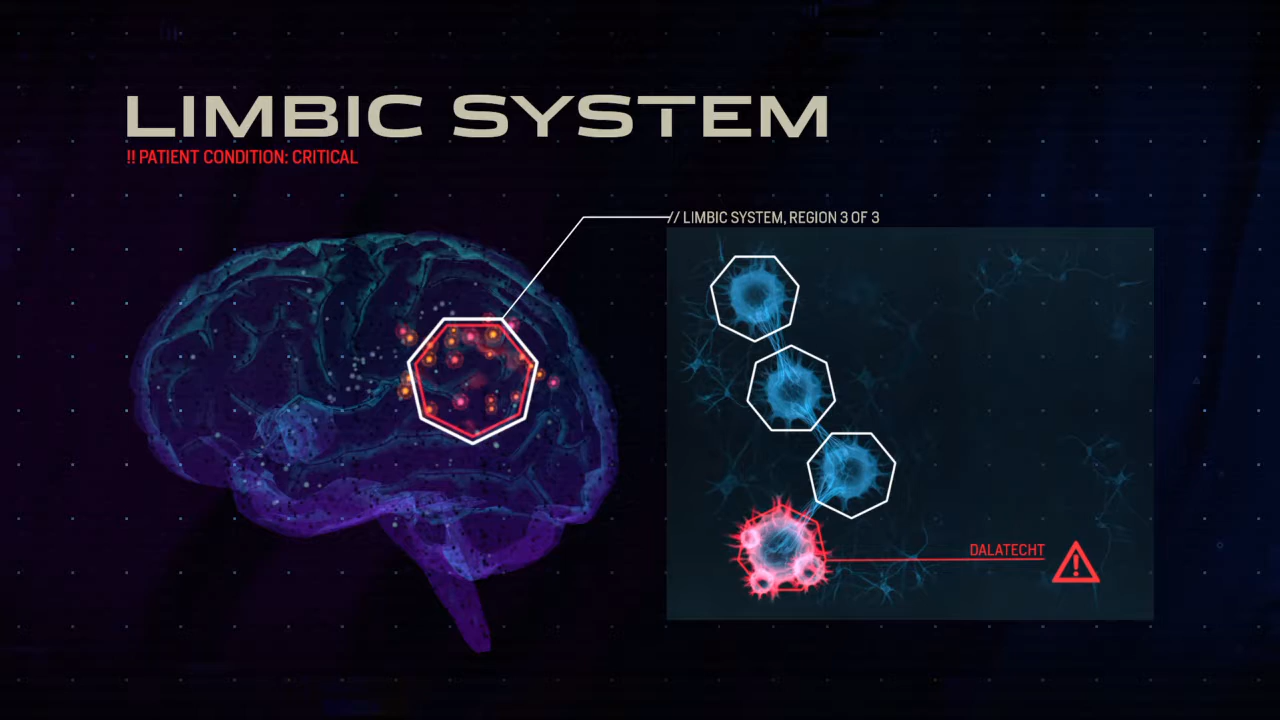 LIMBIC SYSTEM
!! PATIENT CONDITION: CRITICAL
// LIMBIC SYSTEM, REGION 3 OF 3
DALATECHT